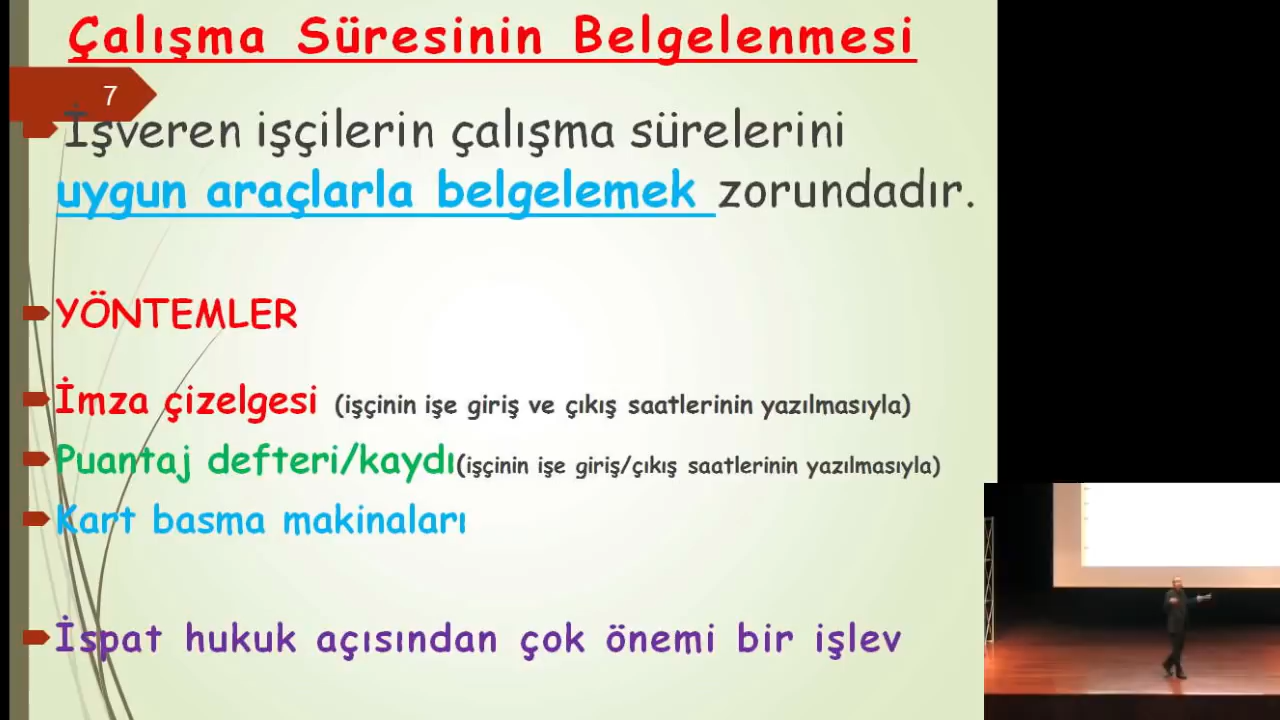 Çalışma Süresinin Belgelenmesi
7
İşveren işçilerin çalışma sürelerini
uygun araçlarla belgelemek zorundadır.
YÖNTEMLER
İmza çizelgesi (işçinin işe giriş ve çıkış saatlerinin yazılmasıyla)
Puantaj defteri/kaydı(işçinin işe giriş/çıkış saatlerinin yazılmasıyla)
Kart basma makinaları
İspat hukuk açısından çok önemi bir işlev